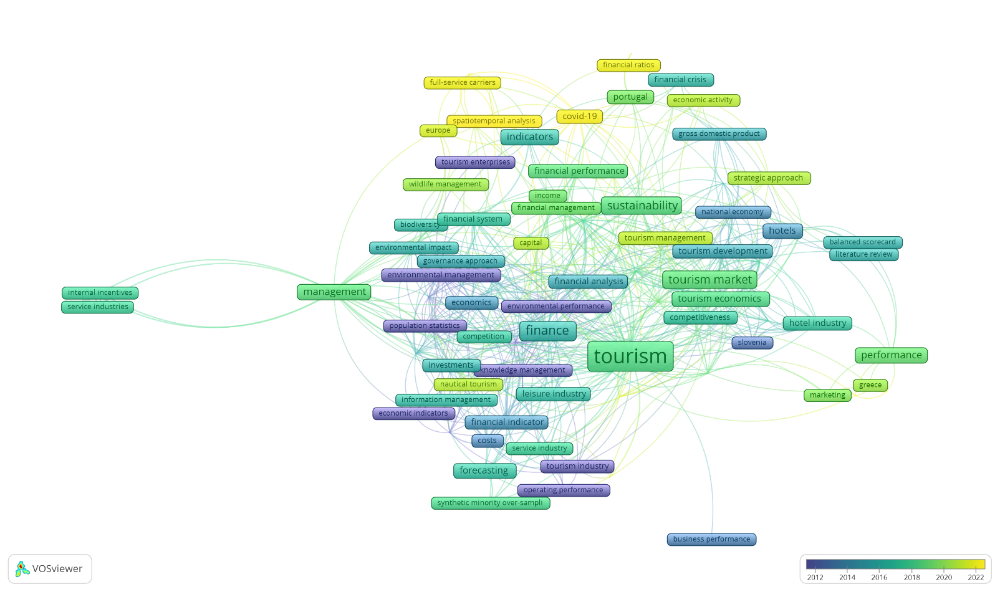 financial ratios
full-service carriers
financial crisis
portugal
economic activity
covid-19
spatiotemporal analysis
europe
indicators
gross domestic product
tourism enterprises
financial performance
strategic approach
wildlife management
income
financial management
sustainability
national economy
financial system
biodiversity
hotels
tourism management
capital
balanced scorecard
environmental impact
tourism development
literature review
governance approach
environmental management
financial analysis
tourism market
internal incentives
management
tourism economics
economics
environmental performance
service industries
competitiveness
hotel industry
population statistics
finance
competition
slovenia
tourism
performance
investments
knowledge management
nautical tourism
greece
leisure industry
marketing
information management
economic indicators
financial indicator
costs
service industry
tourism industry
forecasting
operating performance
synthetic minority over-sampli
business performance
VOSviewer
2012 2014 2016 2018 2020 2022